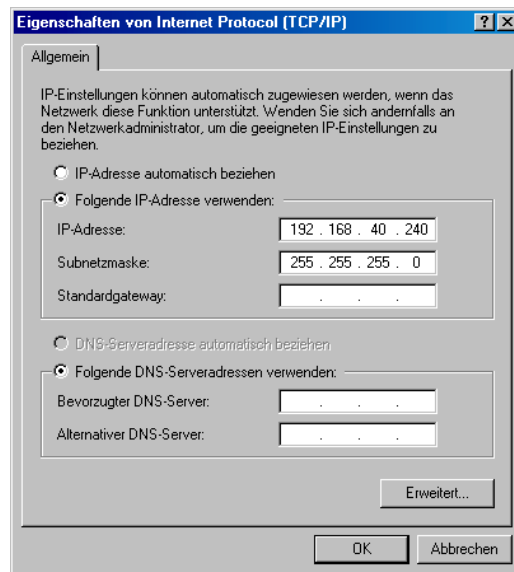 Eigenschaften von Internet Protocol (TCP/IP)
Allgemein
IP-Einstellungen können automatisch zugewiesen werden, wenn das
Netzwerk diese Funktion unterstützt. Wenden Sie sich andernfalls an
den Netzwerkadministrator, um die geeigneten IP-Einstellungen zu
beziehen.
IP-Adresse automatisch beziehen
Folgende IP-Adresse verwenden:
IP-Adresse: 192 . 168 . 40 . 240
Subnetzmaske: 255 . 255 . 255 . 0
Standardgateway: . . .
DNS-Serveradresse automatisch beziehen
Folgende DNS-Serveradressen verwenden:
Bevorzugter DNS-Server: . . .
Alternativer DNS-Server: . . .
Erweitert...
OK Abbrechen